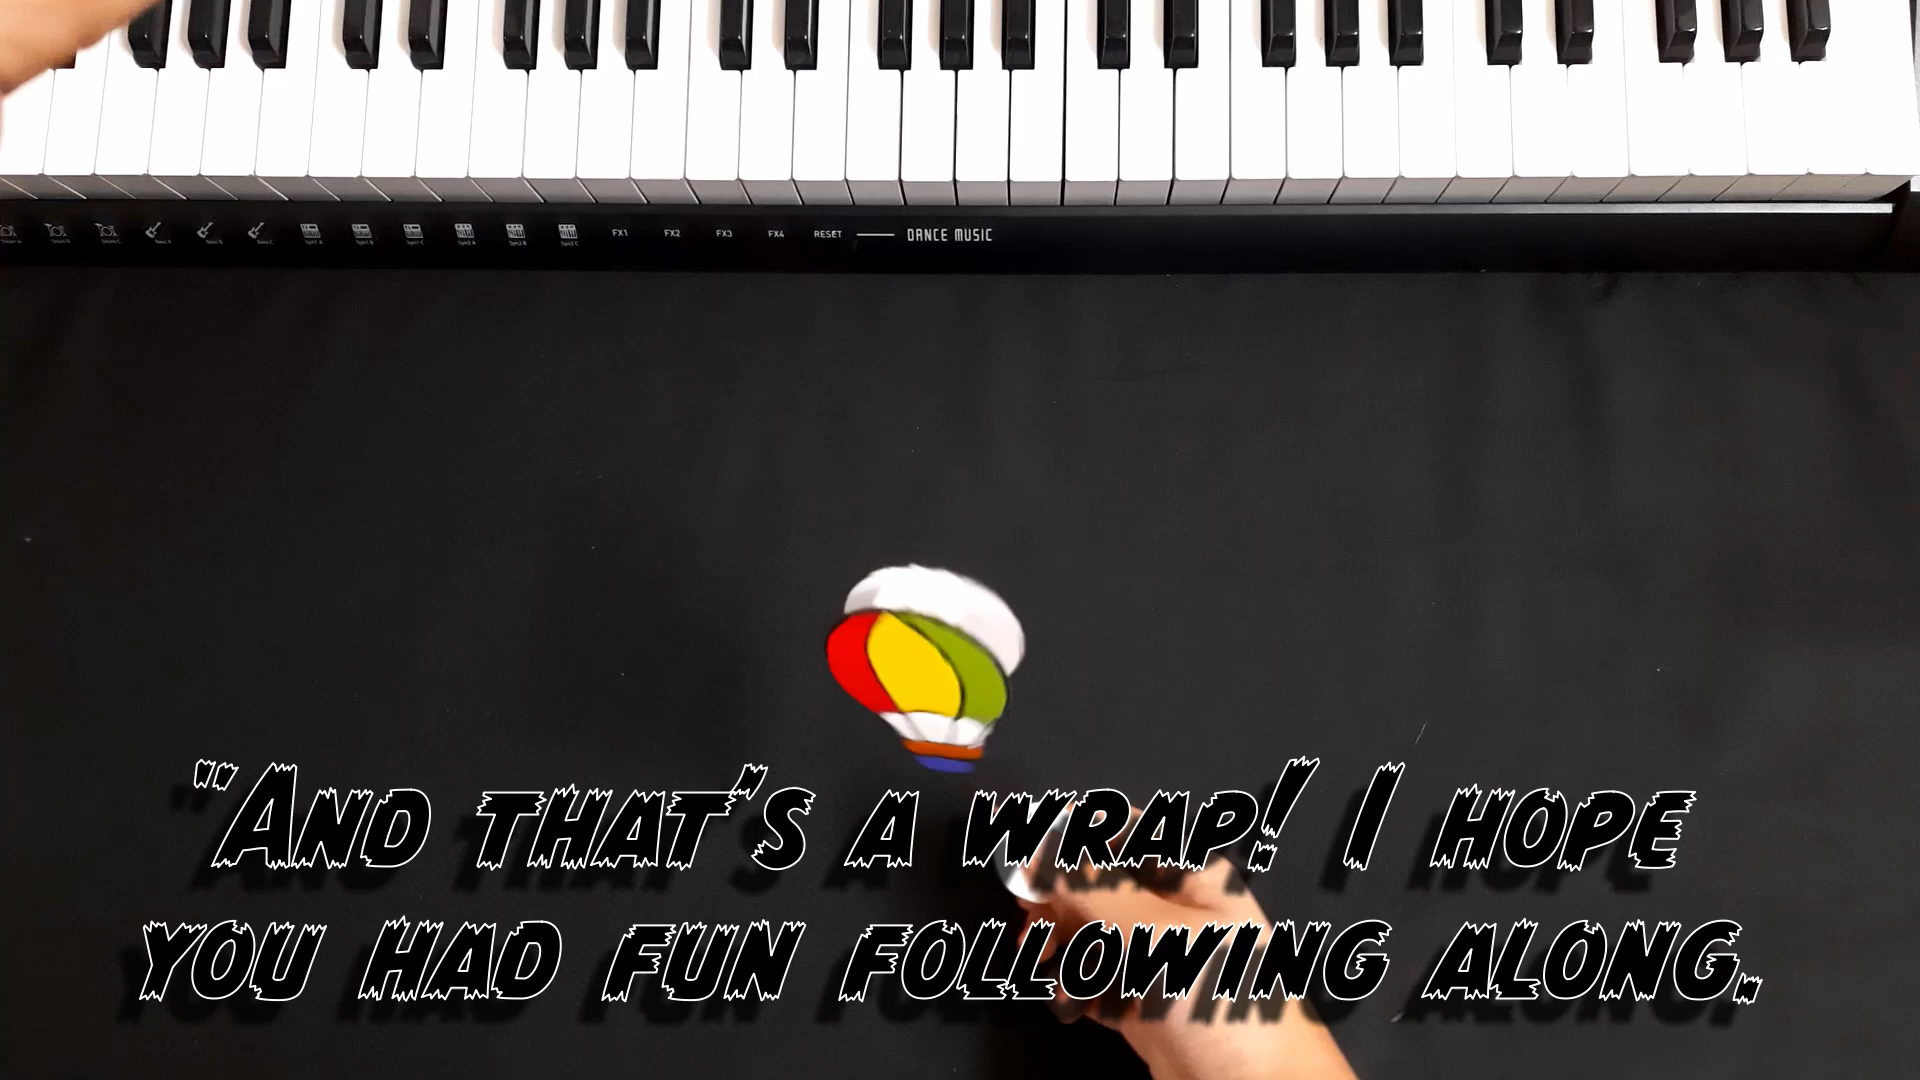 FX1 FX2 FX3 FX4 RESET DANCE MUSIC
"And that's a wrap! I hope
you had fun following along.